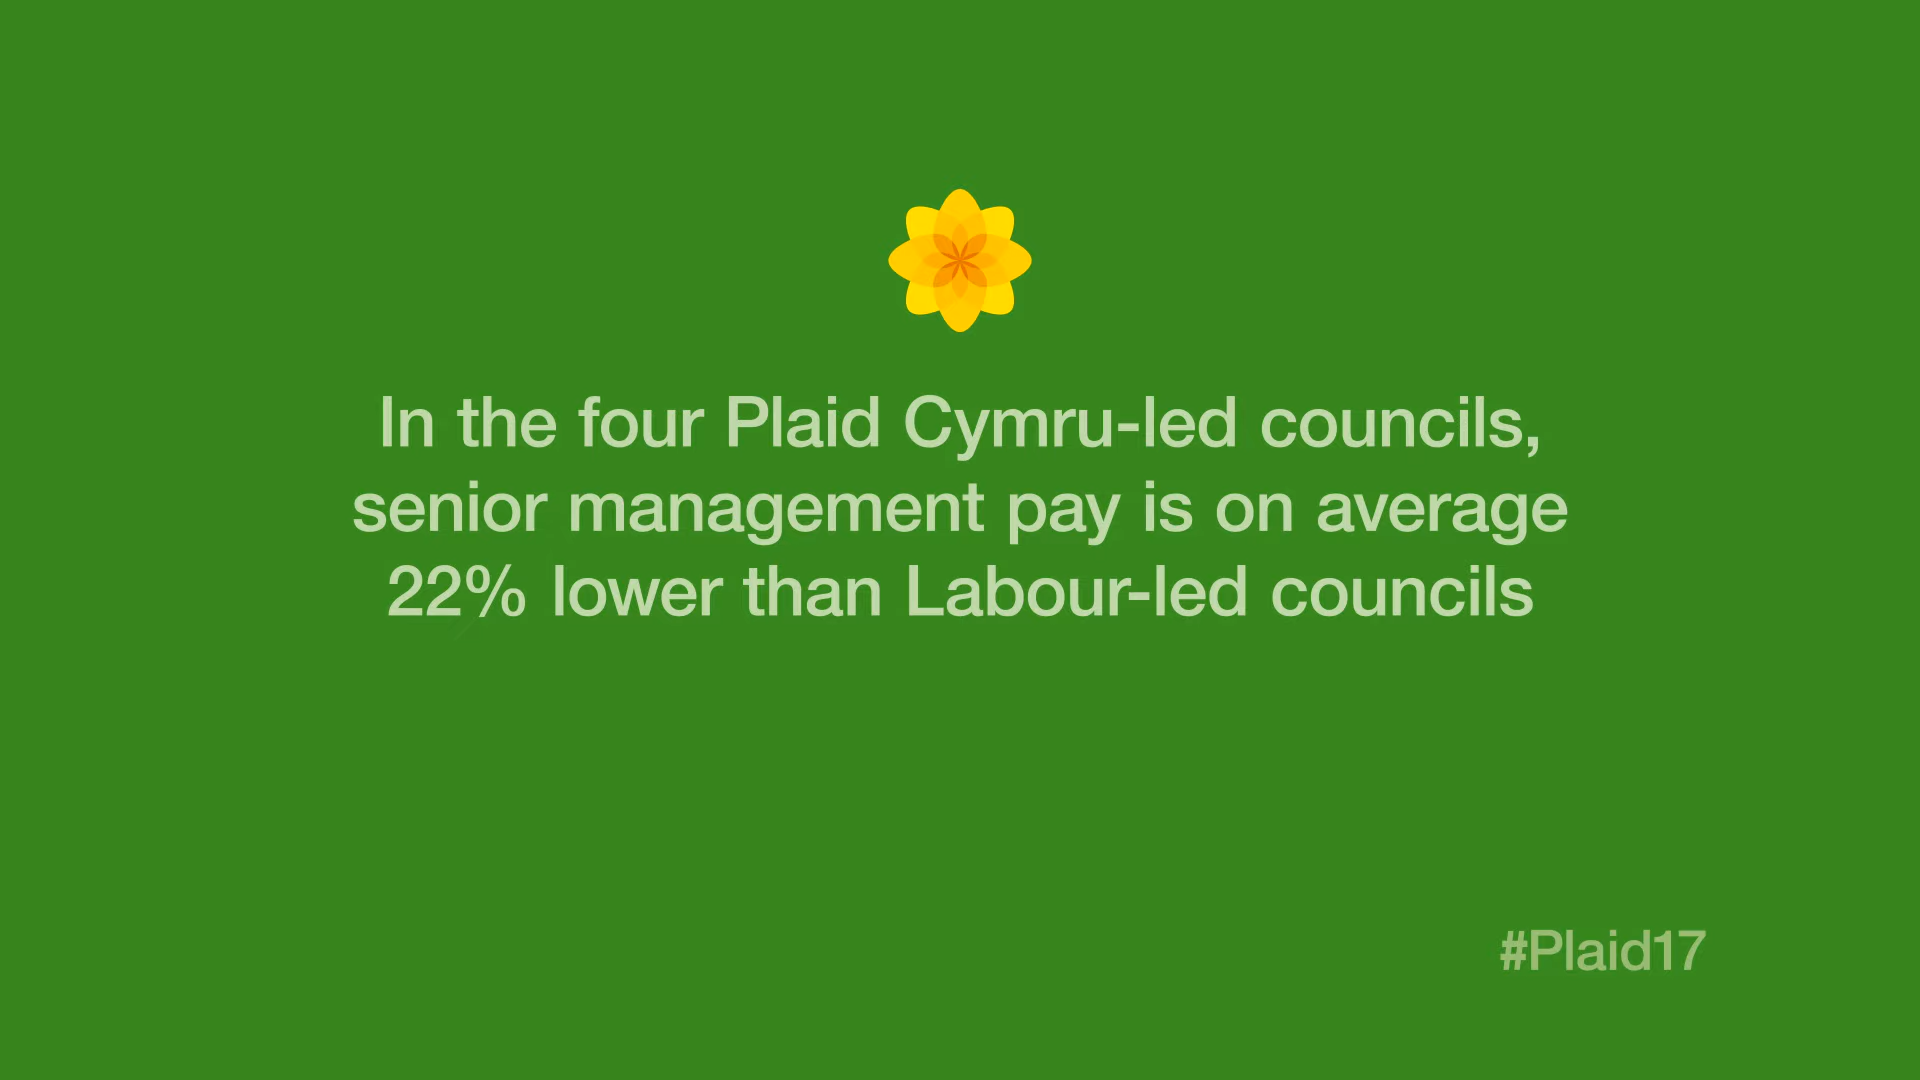 In the four Plaid Cymru-led councils,
senior management pay is on average
22% lower than Labour-led councils
#Plaid17